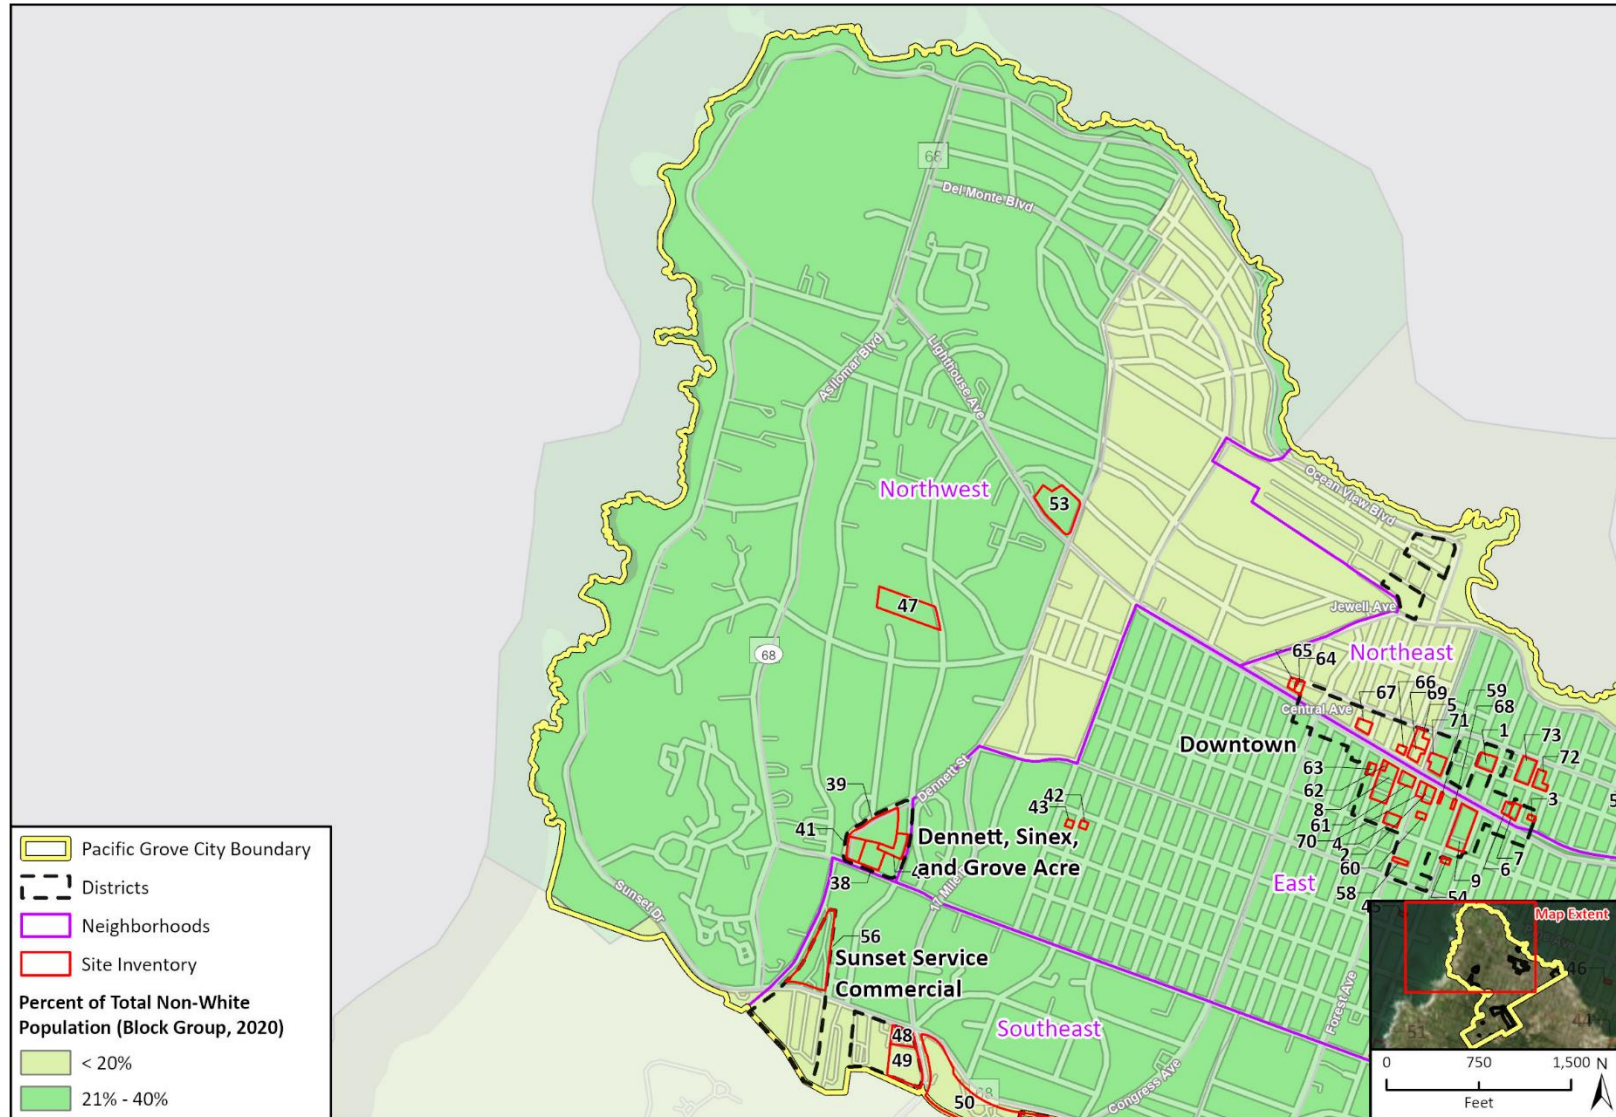 68
Del Monte Blvd
Asilomar Blvd
Lighthouse Ave
Northwest
53
Ocean View Blvd
47
Jewell Ave
68
Northeast
65
64
66
67
69
59
5
68
Central Ave
71
1
Downtown
73
72
63
62
8
3
39
42
43
Dennett St
61
41
Dennett, Sinex,
and Grove Acre
70
4
2
7
60
6
38
East
9
58
54
Sunset Dr
56
Sunset Service
Commercial
Southeast
Forest Ave
48
49
68
50
Congress Ave
Pacific Grove City Boundary
Districts
Neighborhoods
Site Inventory
Percent of Total Non-White
Population (Block Group, 2020)
< 20%
21% - 40%
Map Extent
46
51
44
0 750 1,500
Feet
N